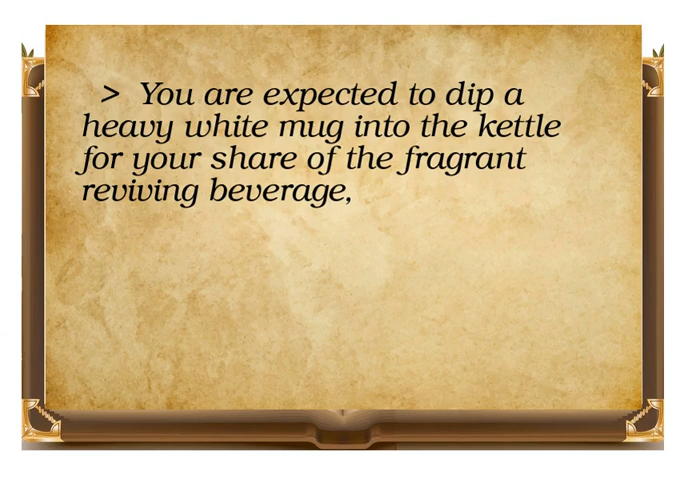 > You are expected to dip a
heavy white mug into the kettle
for your share of the fragrant
reviving beverage,